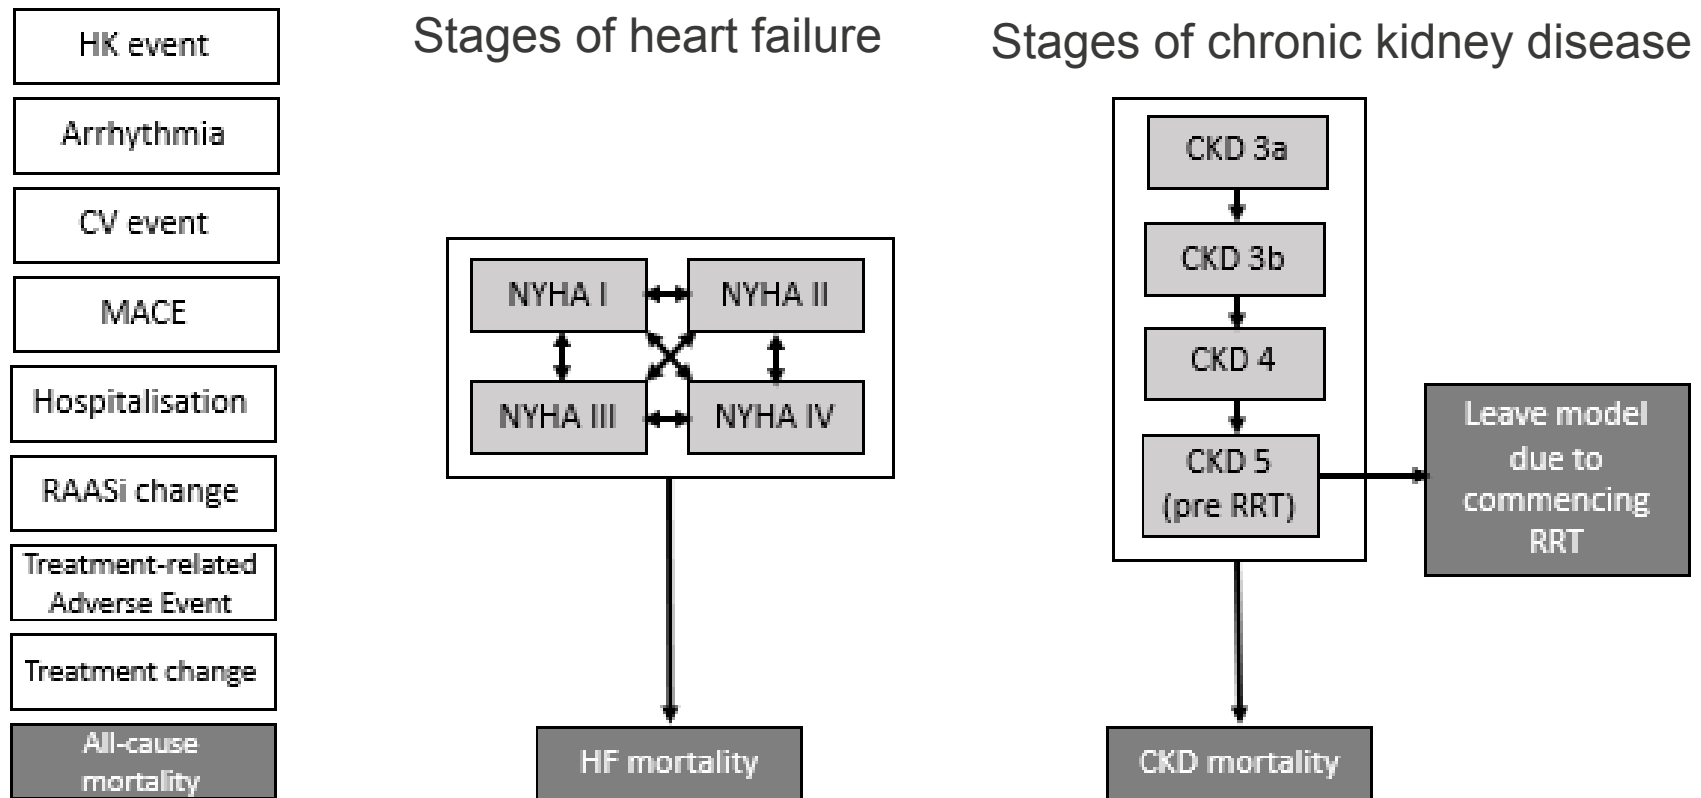 HK event
Arrhythmia
CV event
MACE
Hospitalisation
RAASi change
Treatment-related
Adverse Event
Treatment change
All-cause
mortality
Stages of heart failure
NYHA I
NYHA II
NYHA III
NYHA IV
HF mortality
Stages of chronic kidney disease
CKD 3a
CKD 3b
CKD 4
CKD 5
(pre RRT)
Leave model
due to
commencing
RRT
CKD mortality